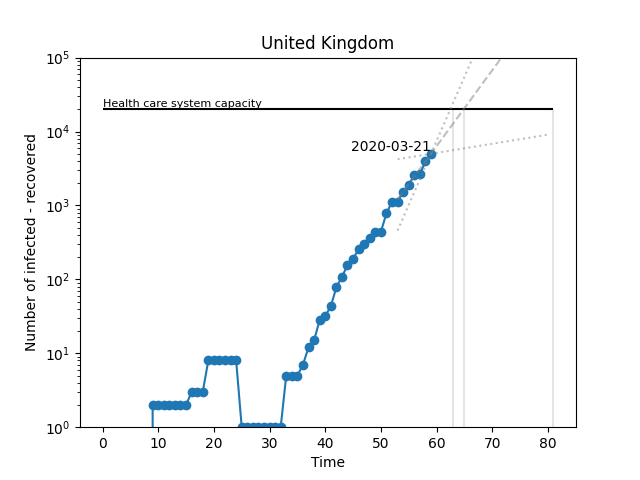 United Kingdom
Number of infected - recovered
10^5
10^4
10^3
10^2
10^1
10^0
Health care system capacity
2020-03-21
0 10 20 30 40 50 60 70 80
Time